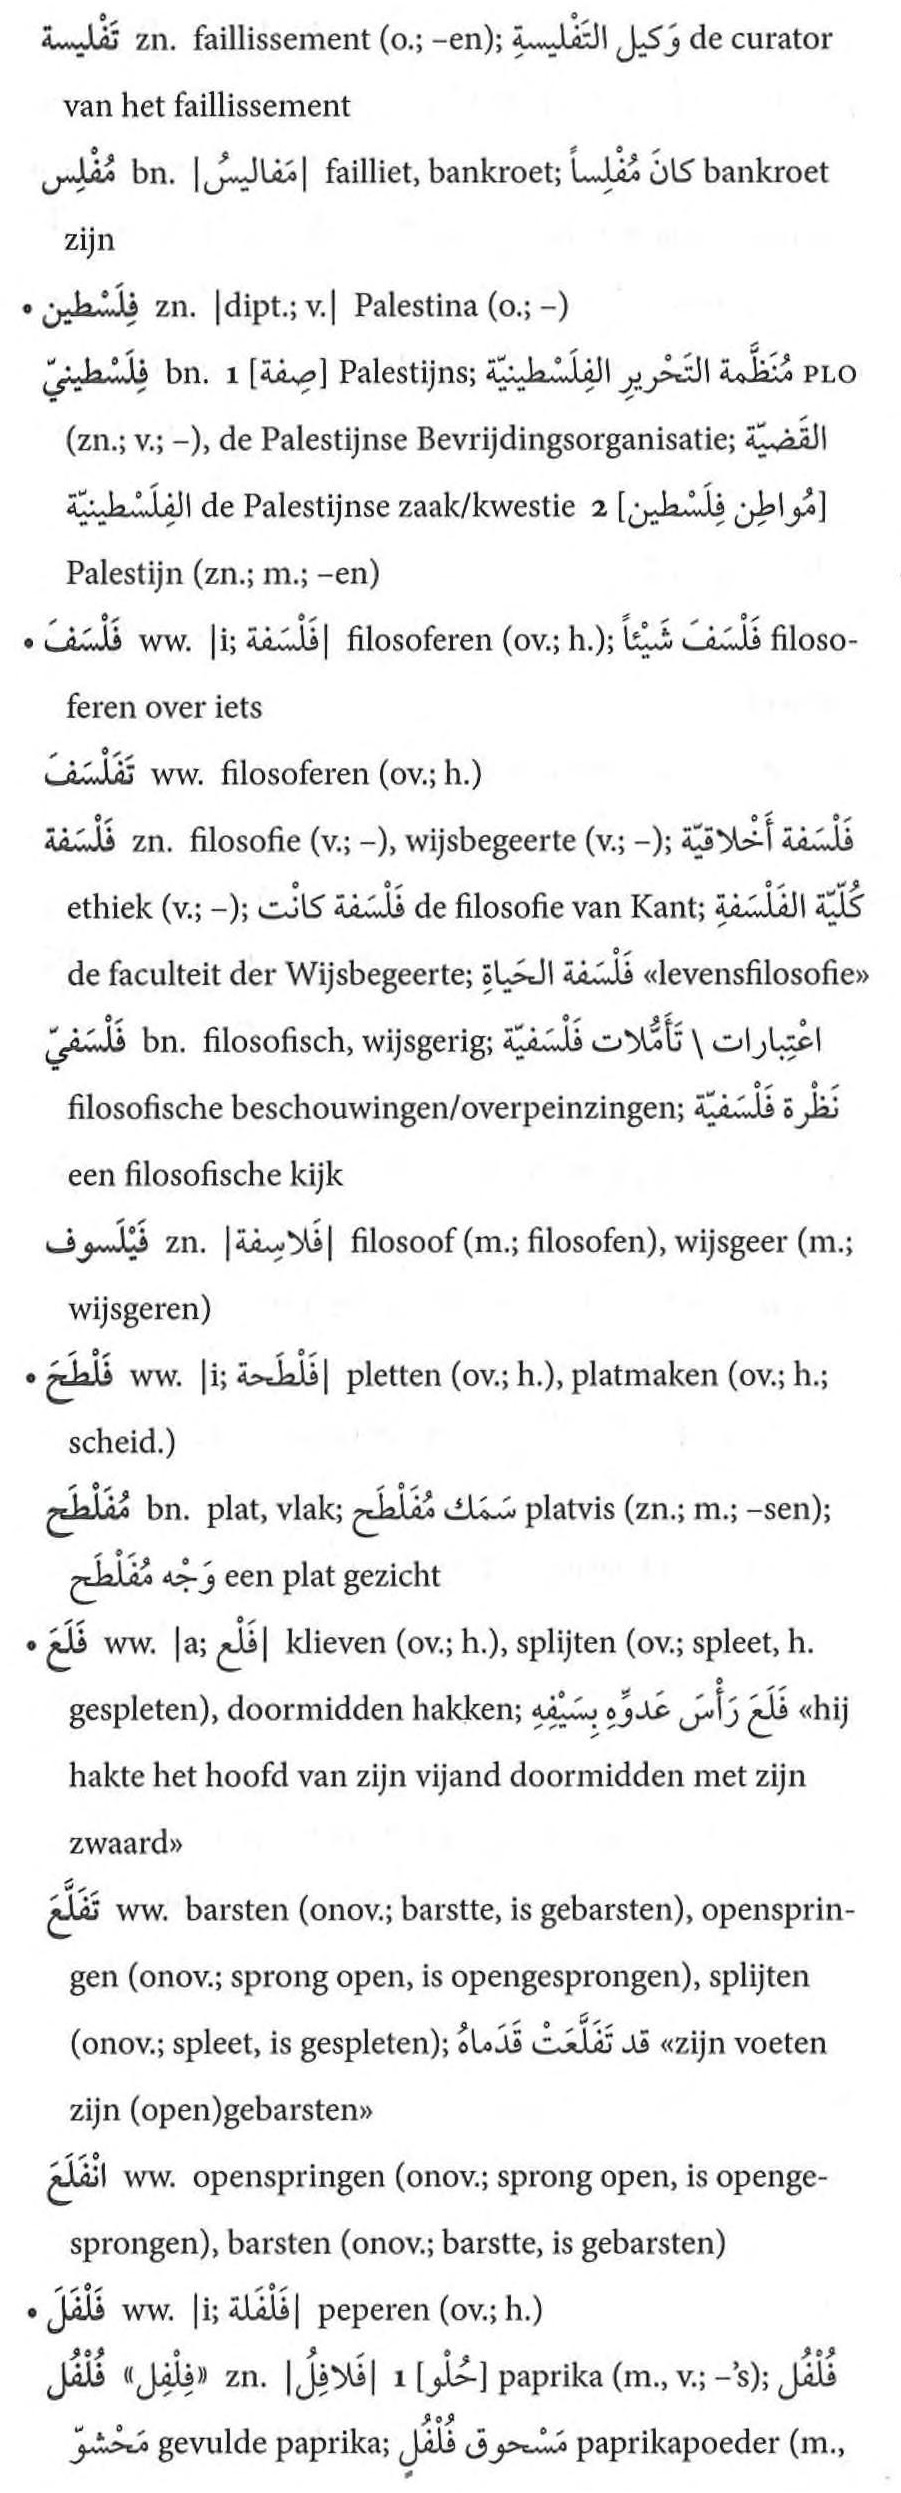 تَفْليسة zn. faillissement (o.; –en); وَكيل التَفْليسةِ de curator
van het faillissement
مُفْلِس bn. |مَفاليسُ| failliet, bankroet; كانَ مُفْلِساً bankroet
zijn
• فِلَسْطين zn. |dipt.; v.| Palestina (o.; –)
فِلَسْطينيّ bn. 1 [صِفة] Palestijns; مُنَظَّمة التَحْريرِ الفِلَسْطينيّة PLO
(zn.; v.; –), de Palestijnse Bevrijdingsorganisatie; القَضيّة
الفِلَسْطينيّة de Palestijnse zaak/kwestie 2 [مُواطِن فِلَسْطين]
Palestijn (zn.; m.; –en)
• فَلْسَفَ ww. |i; فَلْسَفة| filosoferen (ov.; h.); فَلْسَفَ شَيْئاً filoso-
feren over iets
تَفَلْسَفَ ww. filosoferen (ov.; h.)
فَلْسَفة zn. filosofie (v.; –), wijsbegeerte (v.; –); فَلْسَفة أَخْلاقيّة
ethiek (v.; –); فَلْسَفة كانْت de filosofie van Kant; كُلّيّة الفَلْسَفةِ
de faculteit der Wijsbegeerte; فَلْسَفة الحَياةِ «levensfilosofie»
فَلْسَفيّ bn. filosofisch, wijsgerig; اعْتِبارات \ تَأَمُّلات فَلْسَفيّة
filosofische beschouwingen/overpeinzingen; نَظْرة فَلْسَفيّة
een filosofische kijk
فَيْلَسوف zn. |فَلاسِفة| filosoof (m.; filosofen), wijsgeer (m.;
wijsgeren)
• فَلْطَحَ ww. |i; فَلْطَحة| pletten (ov.; h.), platmaken (ov.; h.;
scheid.)
مُفَلْطَح bn. plat, vlak; سَمَك مُفَلْطَح platvis (zn.; m.; –sen);
وَجْه مُفَلْطَح een plat gezicht
• فَلَعَ ww. |a; فَلْع| klieven (ov.; h.), splijten (ov.; spleet, h.
gespleten), doormidden hakken; فَلَعَ رَأْسَ عَدوِّهِ بِسَيْفِهِ «hij
hakte het hoofd van zijn vijand doormidden met zijn
zwaard»
تَفَلَّعَ ww. barsten (onov.; barstte, is gebarsten), opensprin-
gen (onov.; sprong open, is opengesprongen), splijten
(onov.; spleet, is gespleten); قد تَفَلَّعَتْ قَدَماهُ «zijn voeten
zijn (open)gebarsten»
انْفَلَعَ ww. openspringen (onov.; sprong open, is openge-
sprongen), barsten (onov.; barstte, is gebarsten)
• فَلْفَلَ ww. |i; فَلْفَلة| peperen (ov.; h.)
فُلْفُل «فِلْفِل» zn. |فَلافِلُ| 1 [حُلْو] paprika (m., v.; –’s); فُلْفُل
مَحْشوّ gevulde paprika; مَسْحوق فُلْفُلٍ paprikapoeder (m.,